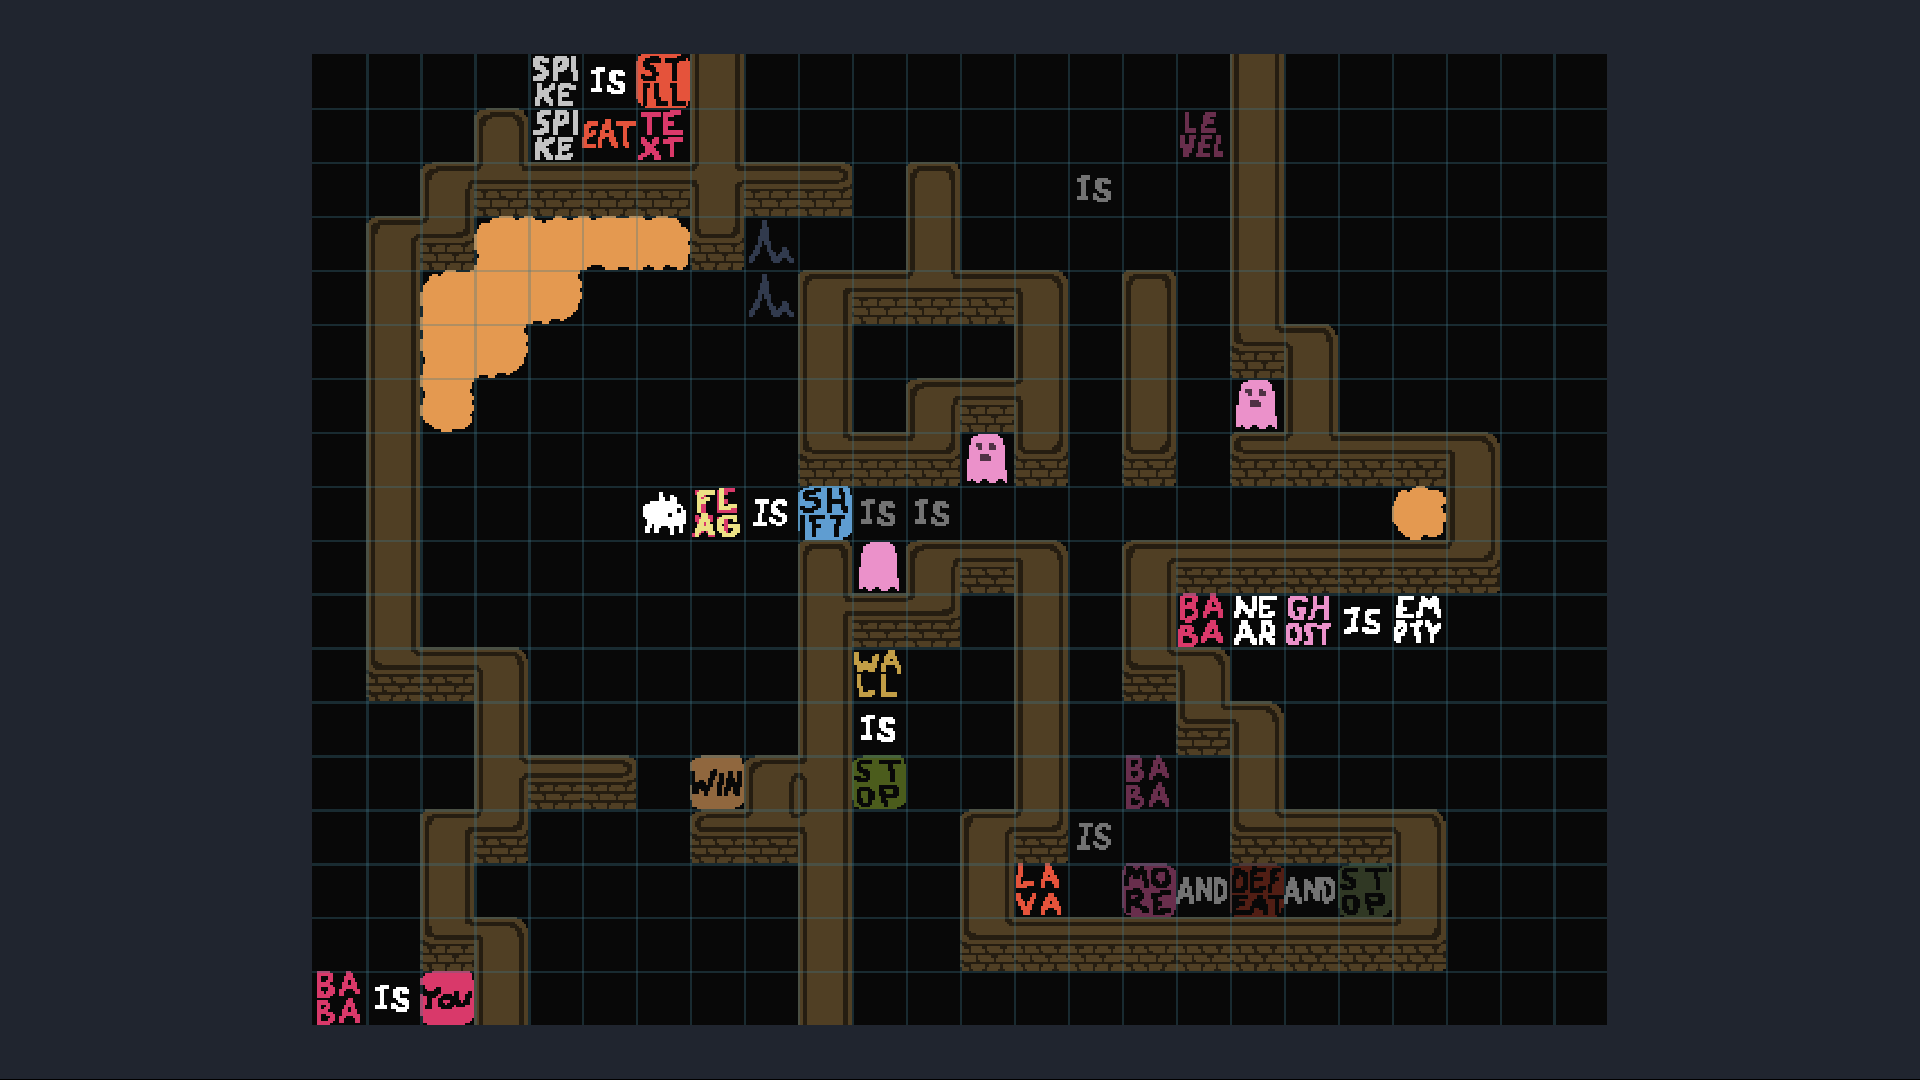 SPIKE IS STILL
SPIKE EAT TEXT
LEVEL
IS
FLAG IS SHIFT IS IS
BABA NEAR GHOST IS EMPTY
WALL
IS
WIN STOP BABA
IS
LAVA MORE AND DEFEAT AND STOP
BABA IS YOU